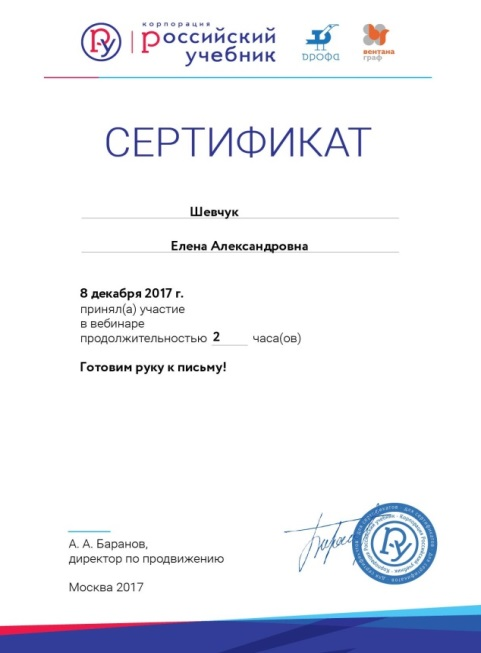 корпорация
российский
учебник
дрофа
вентана
граф
СЕРТИФИКАТ
Шевчук
Елена Александровна
8 декабря 2017 г.
принял(а) участие
в вебинаре
продолжительностью 2 часа(ов)
Готовим руку к письму!
А. А. Баранов,
директор по продвижению
Москва 2017